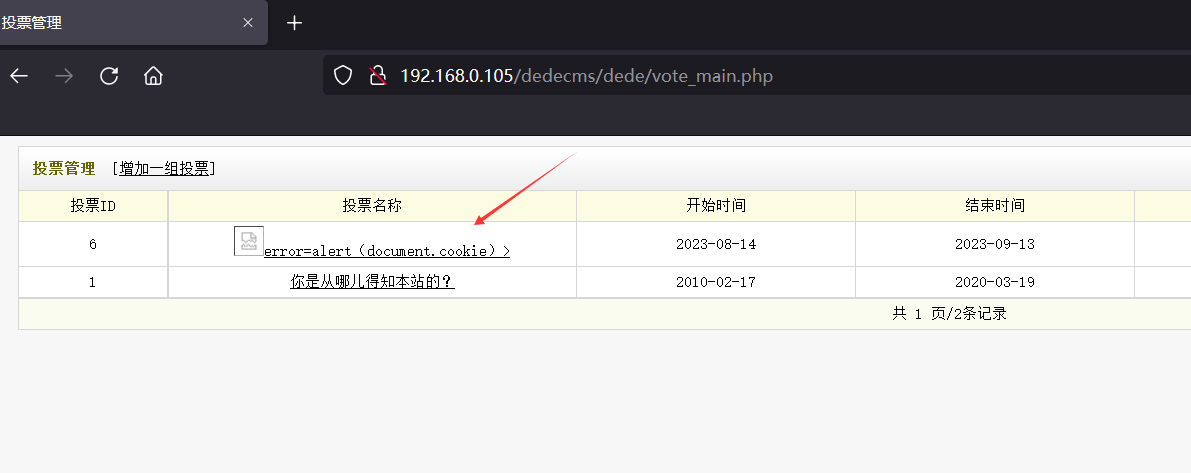 投票管理
192.168.0.105/dedecms/dede/vote_main.php
投票管理 [增加一组投票]
投票ID 投票名称 开始时间 结束时间
6 error=alert（document.cookie）> 2023-08-14 2023-09-13
1 你是从哪儿得知本站的？ 2010-02-17 2020-03-19
共 1 页/2条记录